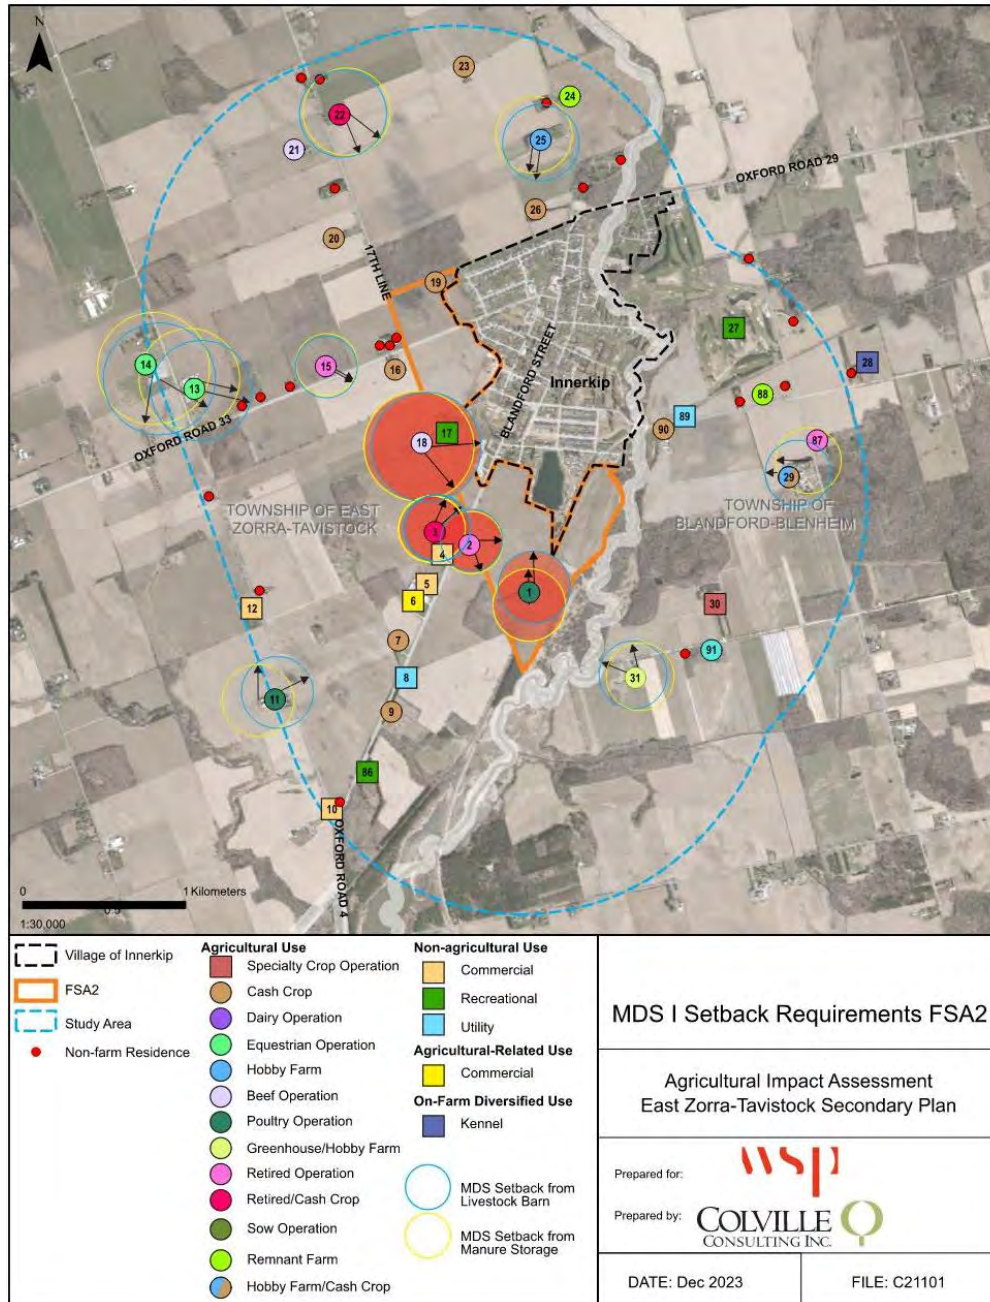 N
23
24
22
25
21
OXFORD ROAD 29
26
20
17TH LINE
19
27
14
15
16
28
13
BLANDFORD STREET
Innerkip
88
89
17
90
18
87
OXFORD ROAD 33
29
TOWNSHIP OF EAST
ZORRA-TAVISTOCK
TOWNSHIP OF
BLANDFORD-BLENHEIM
3
2
4
5
1
6
12
30
7
91
8
31
11
9
86
10
OXFORD ROAD 4
0
1 Kilometers
0.5
1:30,000
Village of Innerkip
FSA2
Study Area
Non-farm Residence
Agricultural Use
Specialty Crop Operation
Cash Crop
Dairy Operation
Equestrian Operation
Hobby Farm
Beef Operation
Poultry Operation
Greenhouse/Hobby Farm
Retired Operation
Retired/Cash Crop
Sow Operation
Remnant Farm
Hobby Farm/Cash Crop
Non-agricultural Use
Commercial
Recreational
Utility
Agricultural-Related Use
Commercial
On-Farm Diversified Use
Kennel
MDS Setback from
Livestock Barn
MDS Setback from
Manure Storage
MDS I Setback Requirements FSA2
Agricultural Impact Assessment
East Zorra-Tavistock Secondary Plan
Prepared for:
wsp
Prepared by:
COLVILLE
CONSULTING INC.
DATE: Dec 2023
FILE: C21101